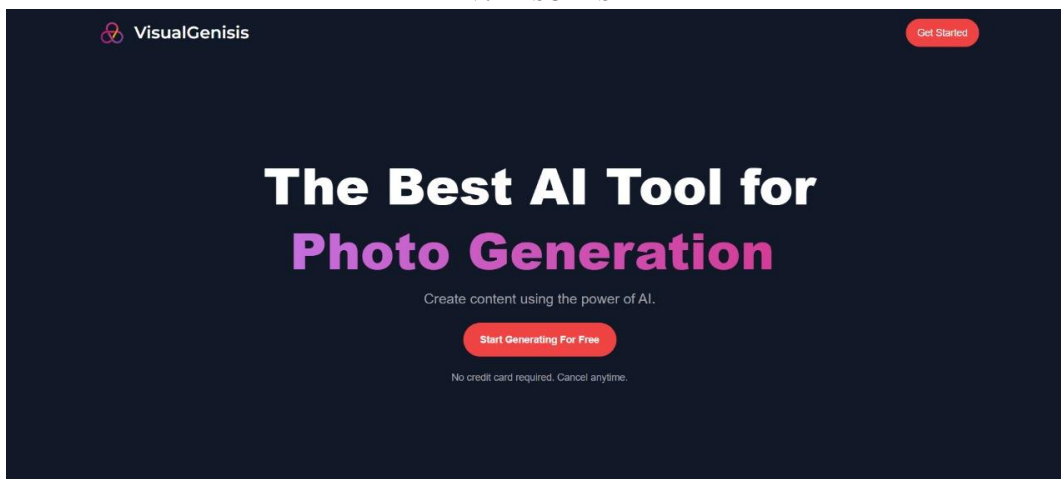 VisualGenisis
Get Started
The Best AI Tool for
Photo Generation
Create content using the power of AI.
Start Generating For Free
No credit card required. Cancel anytime.